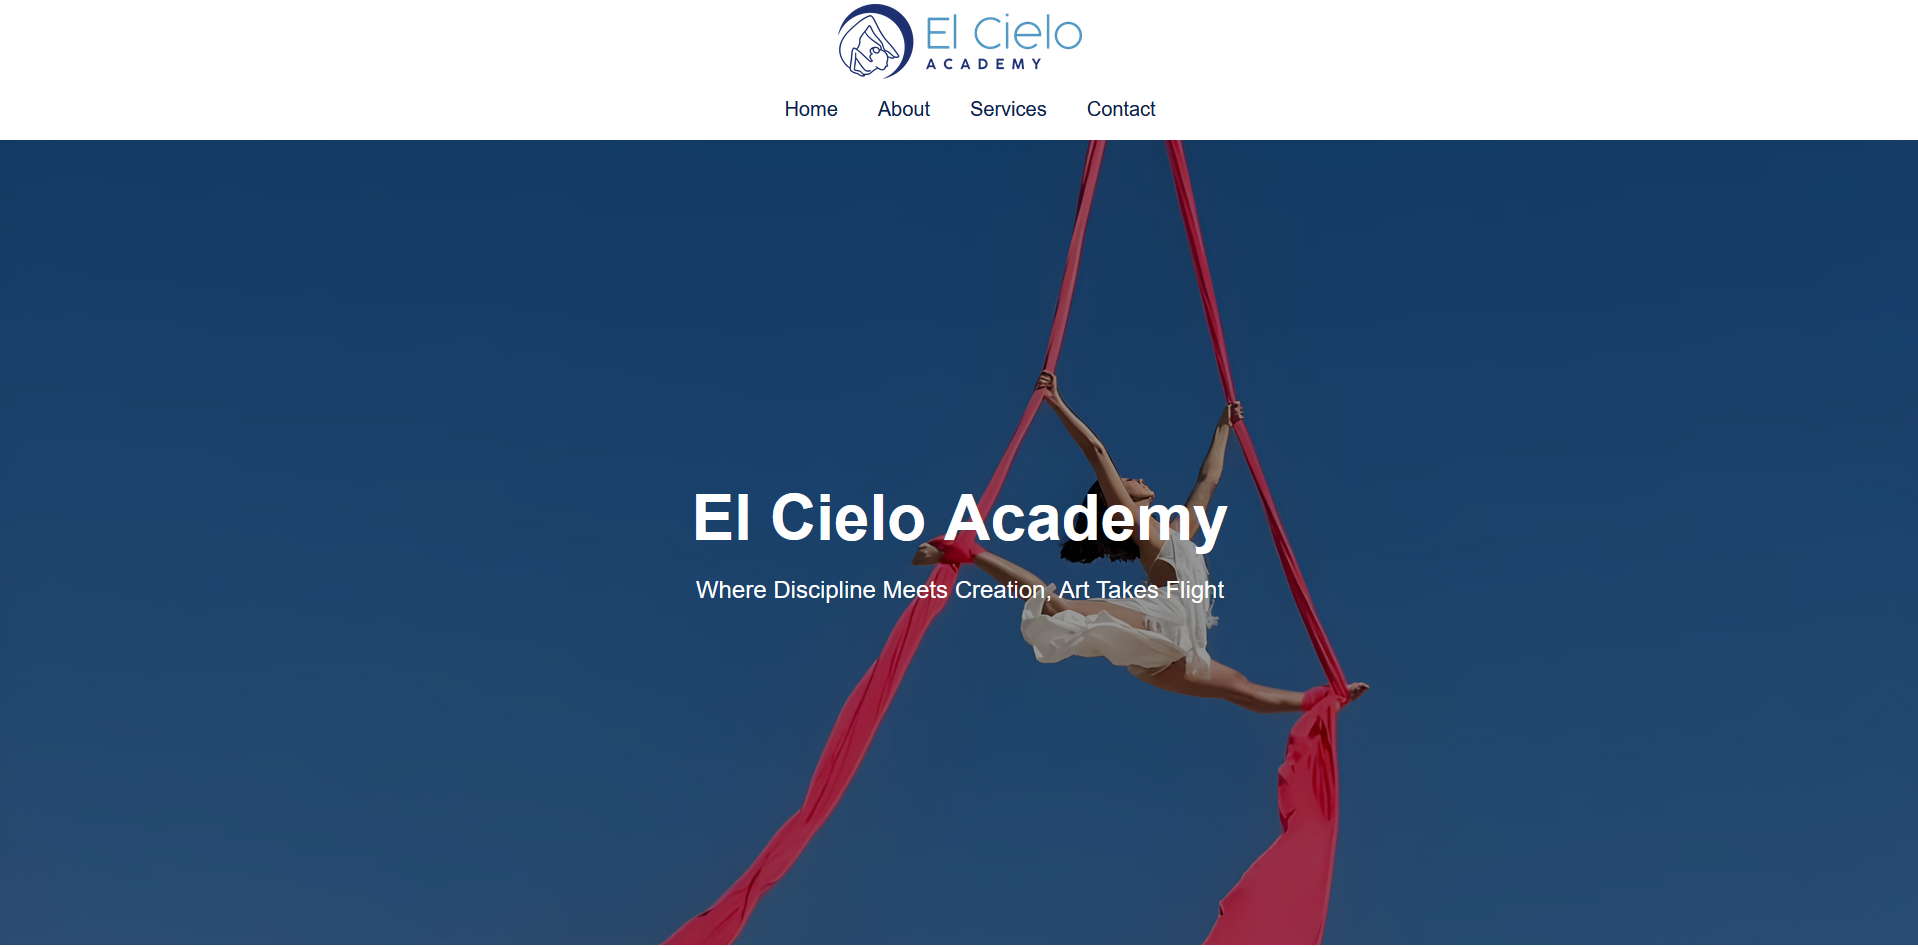 El Cielo
ACADEMY
Home About Services Contact
El Cielo Academy
Where Discipline Meets Creation, Art Takes Flight